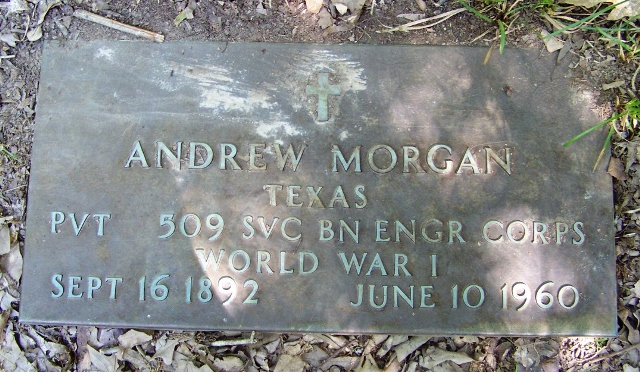 ANDREW MORGAN
TEXAS
PVT 509 SVC BN ENGR CORPS
WORLD WAR I
SEPT 16 1892 JUNE 10 1960